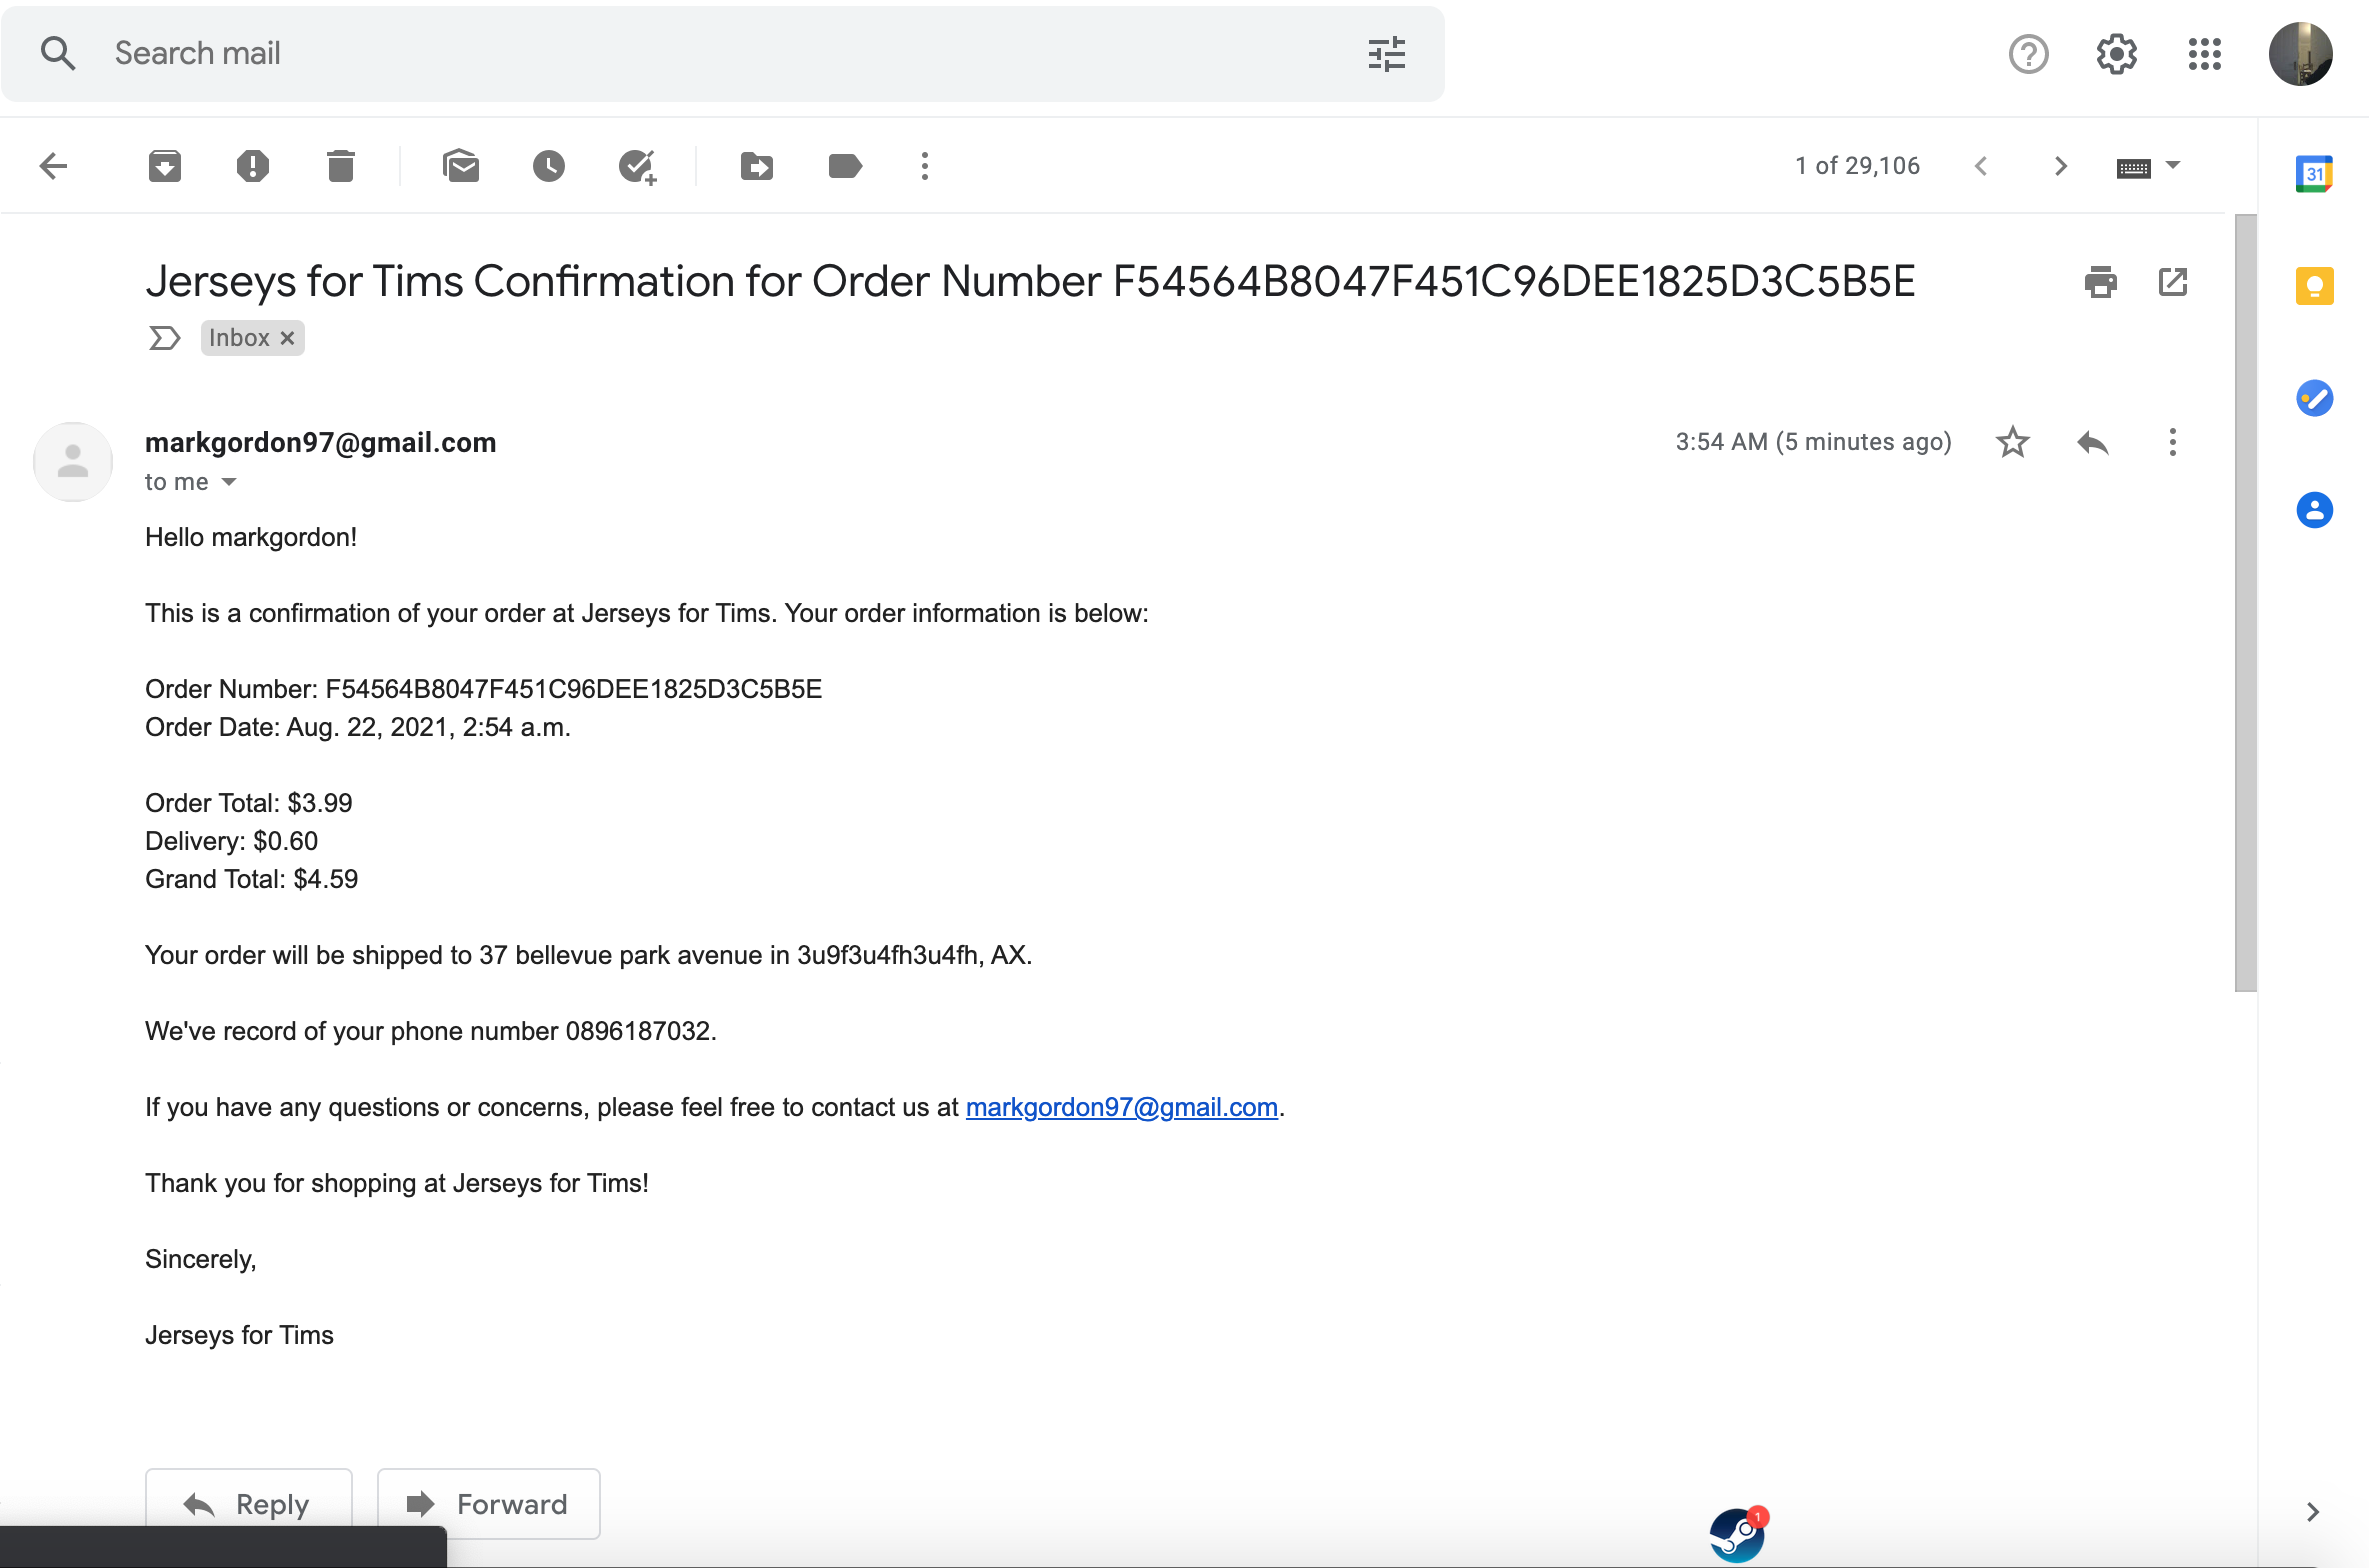 Search mail
1 of 29,106
31
Jerseys for Tims Confirmation for Order Number F54564B8047F451C96DEE1825D3C5B5E
Inbox
markgordon97@gmail.com
3:54 AM (5 minutes ago)
to me
Hello markgordon!
This is a confirmation of your order at Jerseys for Tims. Your order information is below:
Order Number: F54564B8047F451C96DEE1825D3C5B5E
Order Date: Aug. 22, 2021, 2:54 a.m.
Order Total: $3.99
Delivery: $0.60
Grand Total: $4.59
Your order will be shipped to 37 bellevue park avenue in 3u9f3u4fh3u4fh, AX.
We've record of your phone number 0896187032.
If you have any questions or concerns, please feel free to contact us at markgordon97@gmail.com.
Thank you for shopping at Jerseys for Tims!
Sincerely,
Jerseys for Tims
Reply
Forward
1